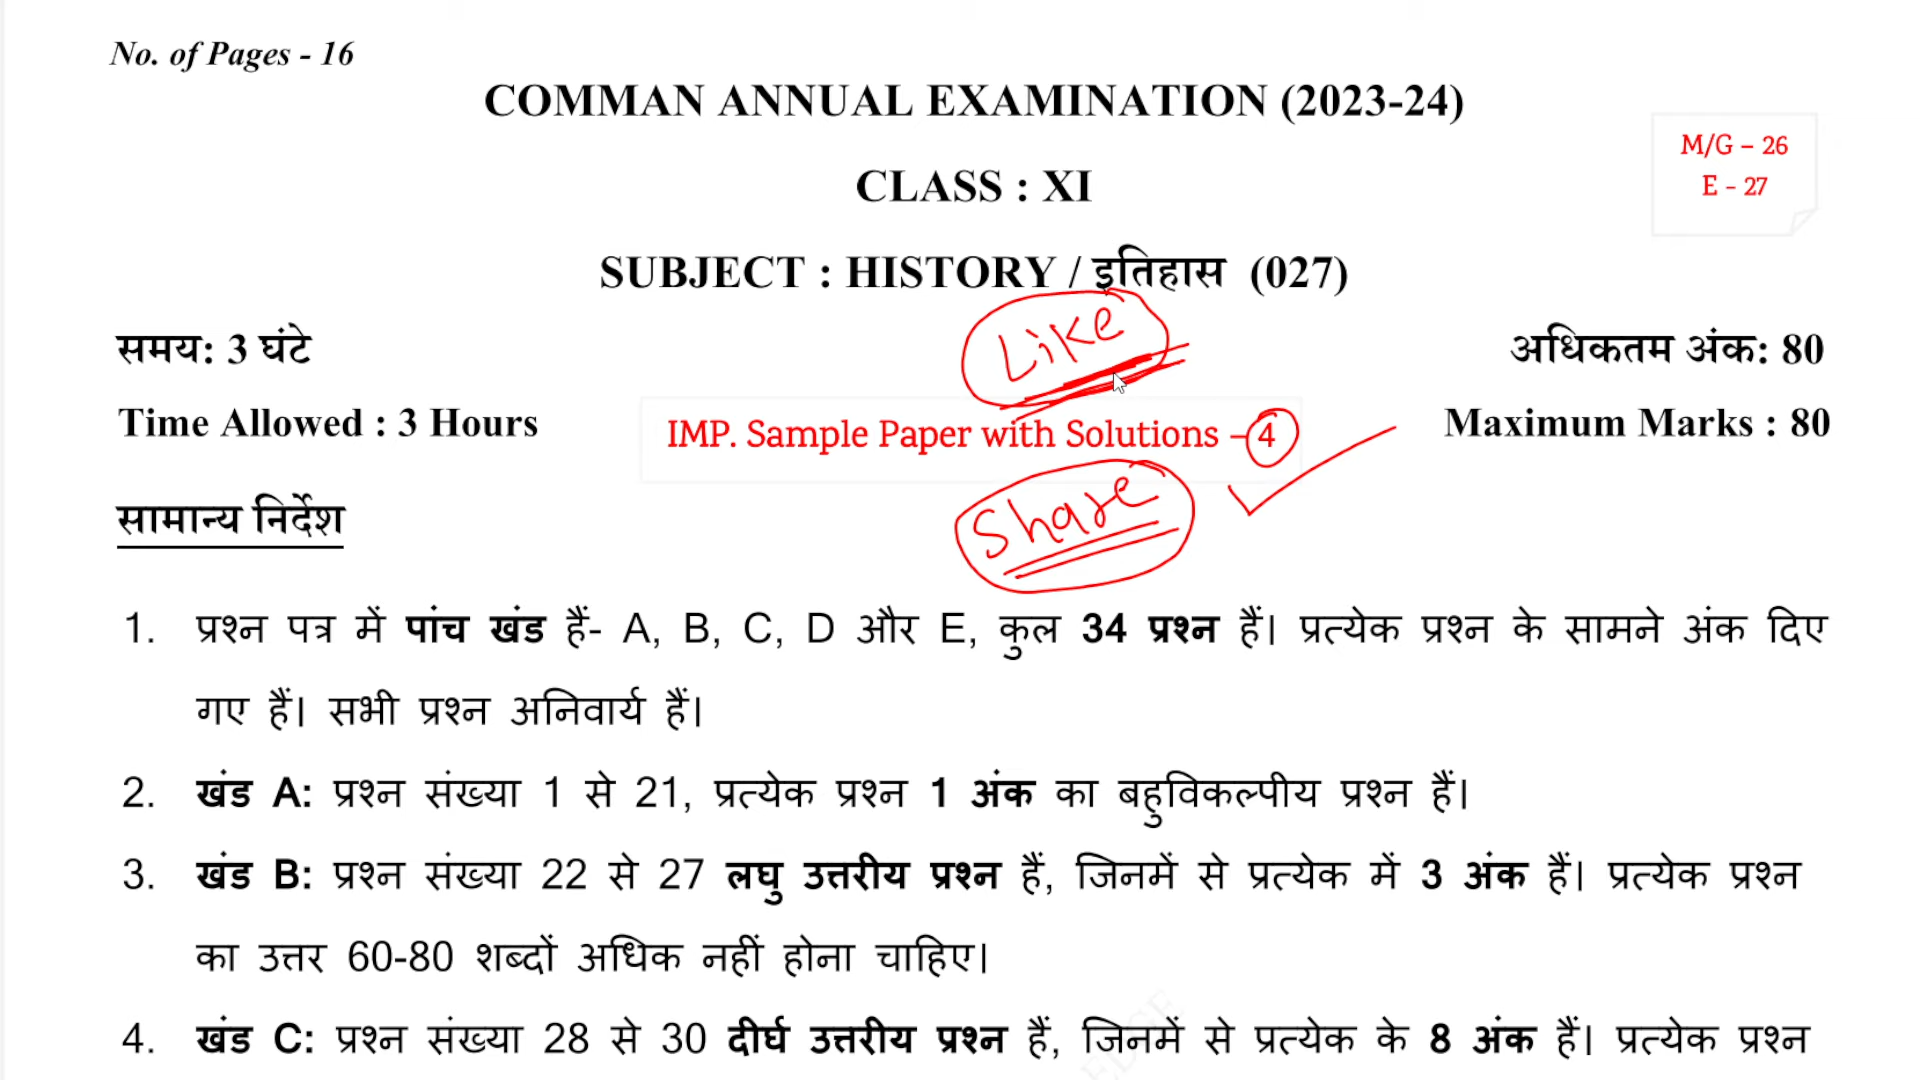 No. of Pages - 16
COMMAN ANNUAL EXAMINATION (2023-24)
M/G – 26
E - 27
CLASS : XI
SUBJECT : HISTORY / इतिहास (027)
Like
समय: 3 घंटे
अधिकतम अंक: 80
Time Allowed : 3 Hours
IMP. Sample Paper with Solutions – 4
Maximum Marks : 80
Share
सामान्य निर्देश
1. प्रश्न पत्र में पांच खंड हैं- A, B, C, D और E, कुल 34 प्रश्न हैं। प्रत्येक प्रश्न के सामने अंक दिए
गए हैं। सभी प्रश्न अनिवार्य हैं।
2. खंड A: प्रश्न संख्या 1 से 21, प्रत्येक प्रश्न 1 अंक का बहुविकल्पीय प्रश्न हैं।
3. खंड B: प्रश्न संख्या 22 से 27 लघु उत्तरीय प्रश्न हैं, जिनमें से प्रत्येक में 3 अंक हैं। प्रत्येक प्रश्न
का उत्तर 60-80 शब्दों अधिक नहीं होना चाहिए।
4. खंड C: प्रश्न संख्या 28 से 30 दीर्घ उत्तरीय प्रश्न हैं, जिनमें से प्रत्येक के 8 अंक हैं। प्रत्येक प्रश्न